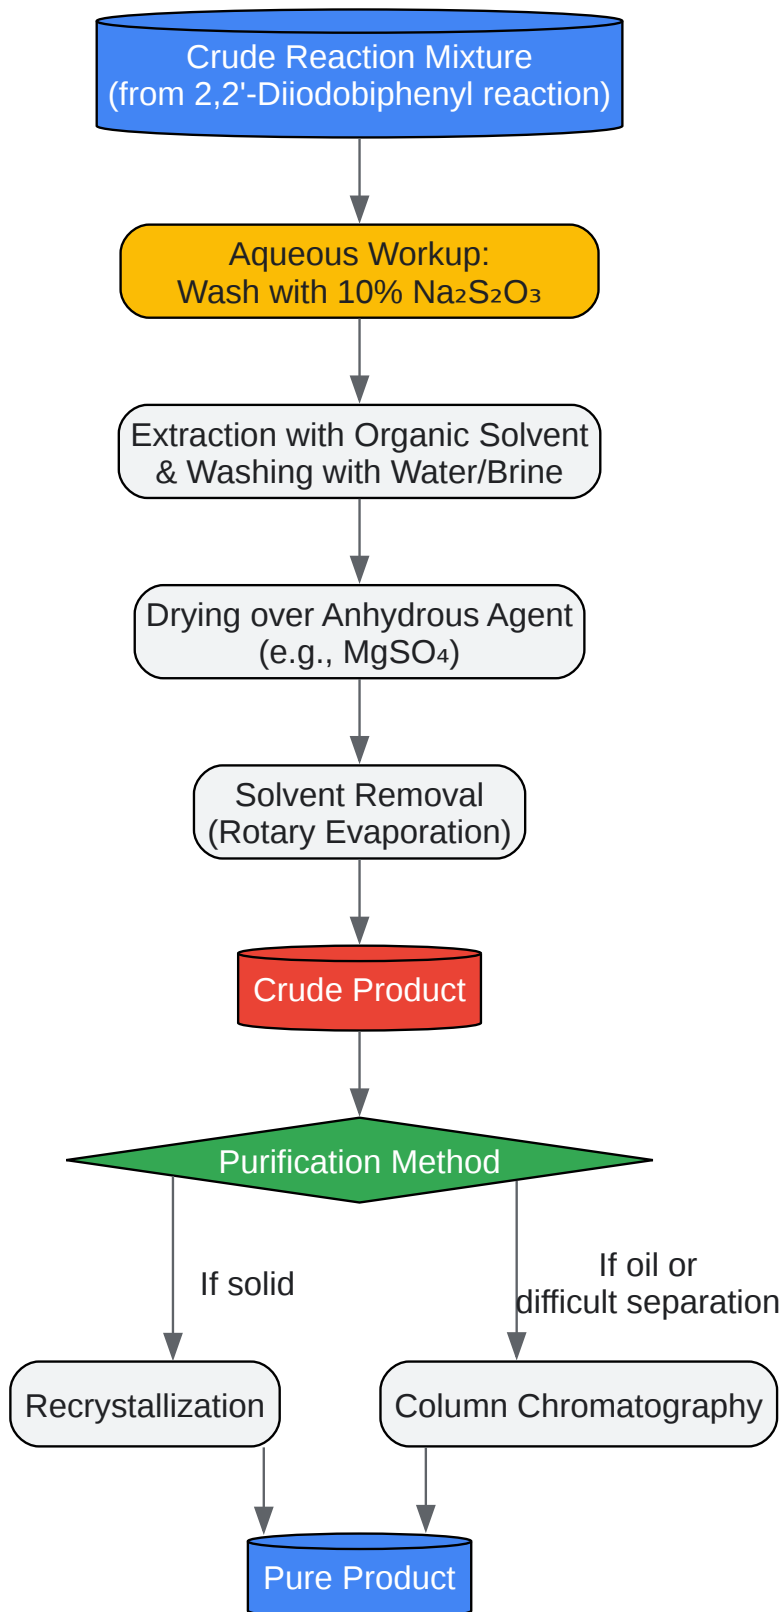 Crude Reaction Mixture
(from 2,2'-Diiodobiphenyl reaction)
Aqueous Workup:
Wash with 10% Na₂S₂O₃
Extraction with Organic Solvent
& Washing with Water/Brine
Drying over Anhydrous Agent
(e.g., MgSO₄)
Solvent Removal
(Rotary Evaporation)
Crude Product
Purification Method
If solid
If oil or
difficult separation
Recrystallization
Column Chromatography
Pure Product